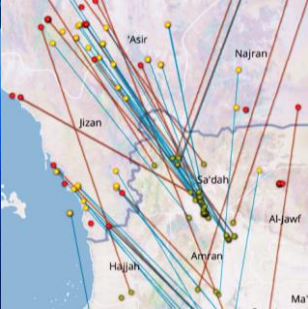 'Asir
Najran
Jizan
Sa'dah
Al-Jawf
Amran
Hajjah
Ma'